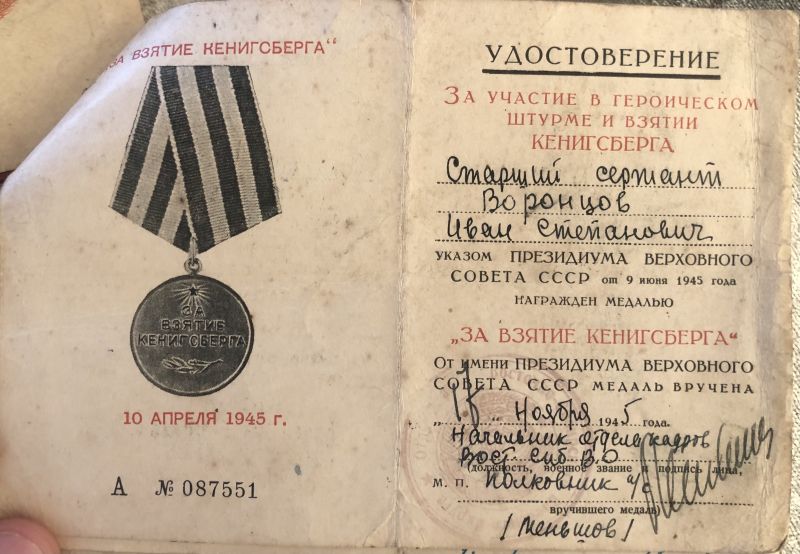 „ЗА ВЗЯТИЕ КЕНИГСБЕРГА“
ЗА
ВЗЯТИЕ
КЕНИГСБЕРГА
10 АПРЕЛЯ 1945 г.
А № 087551
УДОСТОВЕРЕНИЕ
ЗА УЧАСТИЕ В ГЕРОИЧЕСКОМ
ШТУРМЕ И ВЗЯТИИ
КЕНИГСБЕРГА
Старший сержант
Воронцов
Иван Степанович
УКАЗОМ ПРЕЗИДИУМА ВЕРХОВНОГО
СОВЕТА СССР от 9 июня 1945 года
НАГРАЖДЕН МЕДАЛЬЮ
„ЗА ВЗЯТИЕ КЕНИГСБЕРГА“
ОТ ИМЕНИ ПРЕЗИДИУМА ВЕРХОВНОГО
СОВЕТА СССР МЕДАЛЬ ВРУЧЕНА
Ноября 1945 года.
Начальник отдела кадров
Вост Сиб В.О
(должность, военное звание и подпись лица,
М. П. Полковник а/с
вручившего медаль)
/Меньшов/